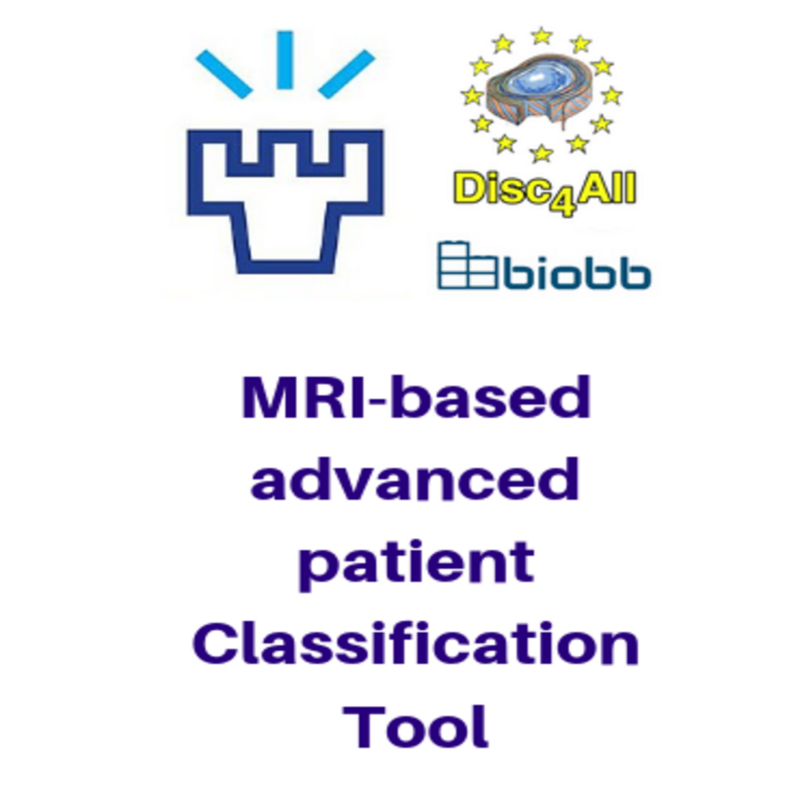 Disc4All
biobb
MRI-based
advanced
patient
Classification
Tool